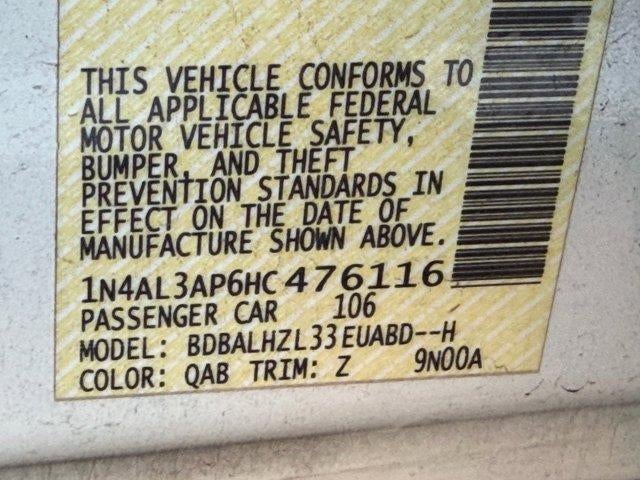 THIS VEHICLE CONFORMS TO
ALL APPLICABLE FEDERAL
MOTOR VEHICLE SAFETY,
BUMPER, AND THEFT
PREVENTION STANDARDS IN
EFFECT ON THE DATE OF
MANUFACTURE SHOWN ABOVE.
1N4AL3AP6HC476116
PASSENGER CAR 106
MODEL: BDBALHZL33EUABD--H
COLOR: QAB TRIM: Z 9N00A